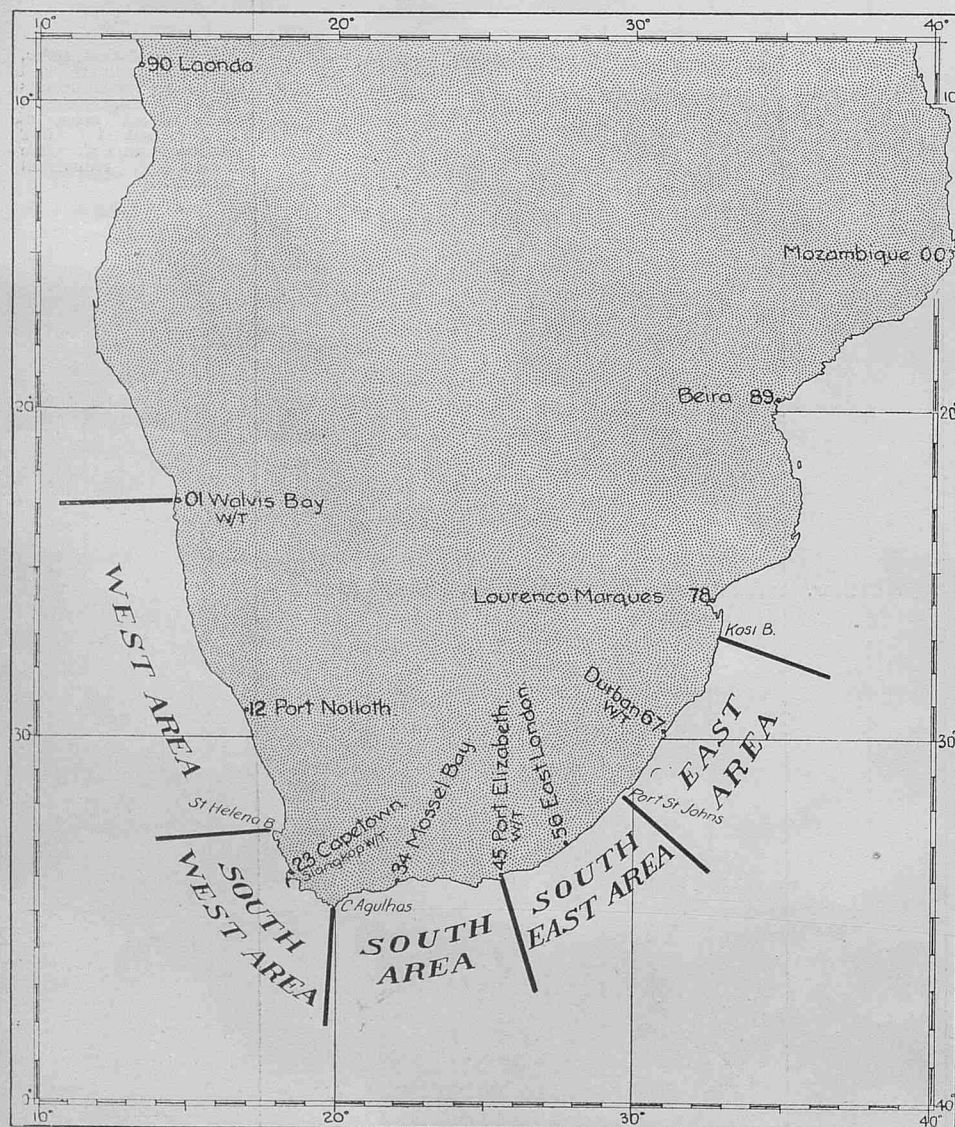 10° 20° 30° 40°
90 Laonda
10° 10
Mozambique 00
Beira 89
20° 20°
01 Walvis Bay
W/T
WEST AREA
Lourenco Marques 78
Kosi B.
12 Port Nolloth
Durban 67
W/T
30° 30°
EAST
AREA
St Helena B.
23 Capetown
Slangkop W/T
34 Mossel Bay
45 Port Elizabeth
W/T
56 East London
Port St Johns
C Agulhas
SOUTH
WEST AREA
SOUTH
AREA
SOUTH
EAST AREA
10° 20° 30° 40°